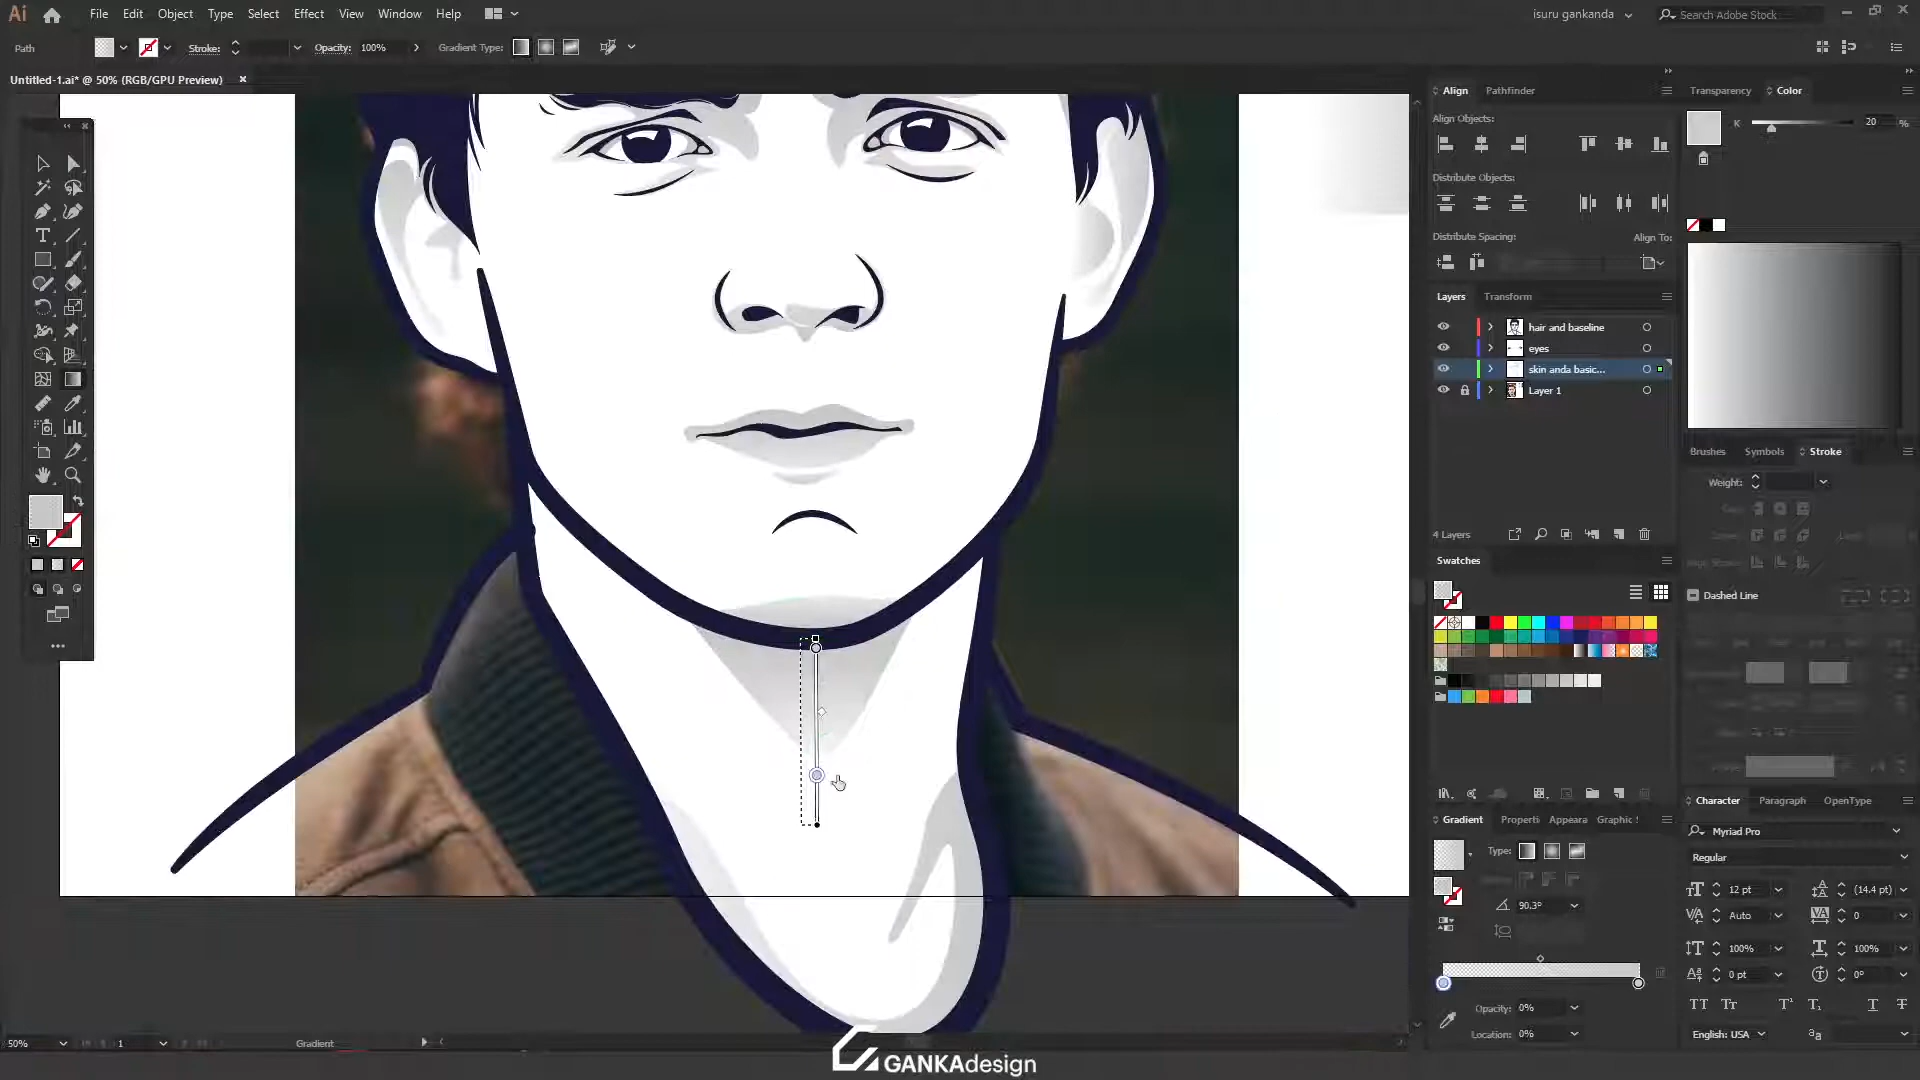 Ai File Edit Object Type Select Effect View Window Help isuru gankanda Search Adobe Stock
Path Stroke: Opacity: 100% Gradient Type:
Untitled-1.ai* @ 50% (RGB/GPU Preview)
Align Pathfinder
Align Objects:
Distribute Objects:
Distribute Spacing: Align To:
Layers Transform
hair and baseline
eyes
skin anda basic...
Layer 1
4 Layers
Swatches
Gradient Properti Appeara Graphic
Type:
90.3°
Opacity: 0%
Location: 0%
Transparency Color
K 20 %
Brushes Symbols Stroke
Weight:
Dashed Line
Character Paragraph OpenType
Myriad Pro
Regular
12 pt (14.4 pt)
Auto 0
100% 100%
0 pt 0°
English: USA
50% 1 Gradient
GANKAdesign